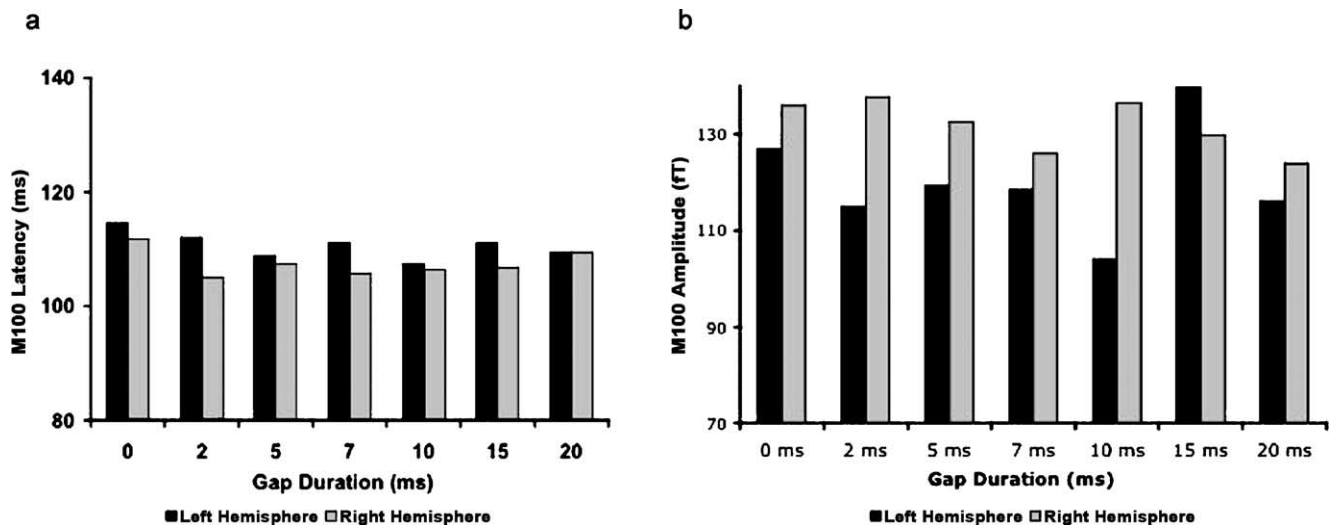 a
140
120
100
80
M100 Latency (ms)
0 2 5 7 10 15 20
Gap Duration (ms)
Left Hemisphere Right Hemisphere
b
130
110
90
70
M100 Amplitude (fT)
0 ms 2 ms 5 ms 7 ms 10 ms 15 ms 20 ms
Gap Duration (ms)
Left Hemisphere Right Hemisphere